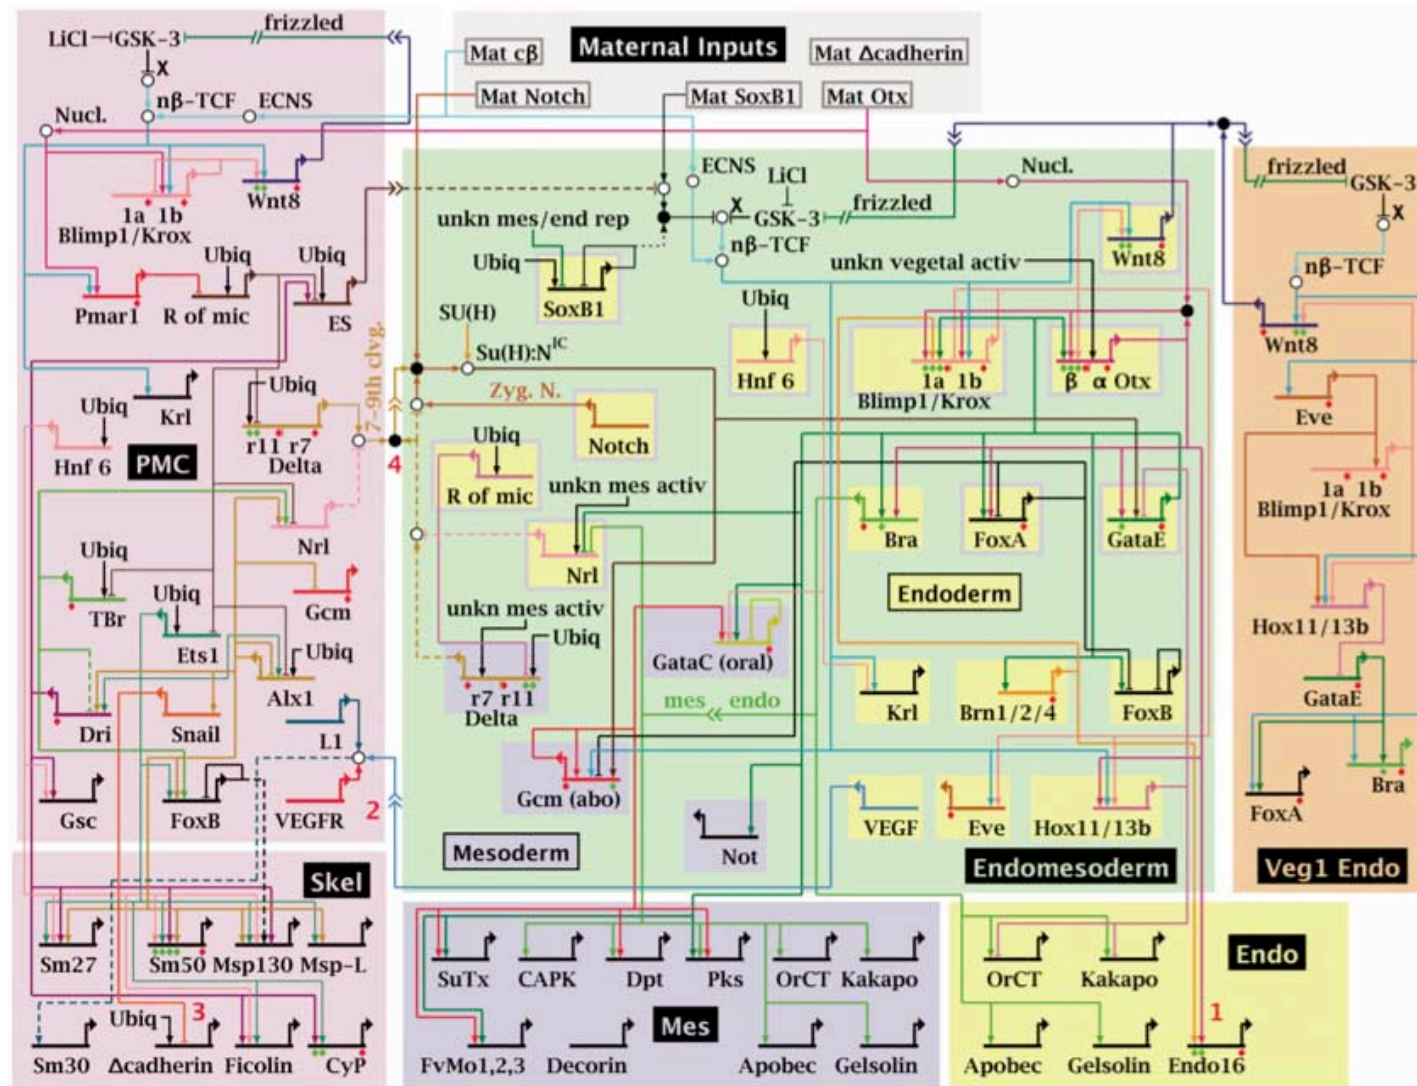 Maternal Inputs
Mat cβ
Mat Δcadherin
Mat Notch
Mat SoxB1
Mat Otx
LiCl
GSK-3
frizzled
X
nβ-TCF
ECNS
Nucl.
1a 1b
Blimp1/Krox
Wnt8
Ubiq
Ubiq
Pmar1
R of mic
ES
Krl
Ubiq
Ubiq
Hnf 6
PMC
r11 r7
Delta
Nrl
Ubiq
TBr
Ubiq
Gcm
Ets1
Ubiq
Alx1
Dri
Snail
L1
Gsc
FoxB
VEGFR
2
7-9th clvg.
4
Skel
Sm27
Sm50
Msp130
Msp-L
3
Ubiq
Sm30
Δcadherin
Ficolin
CyP
ECNS
LiCl
X
GSK-3
frizzled
Nucl.
nβ-TCF
unkn mes/end rep
Ubiq
SoxB1
unkn vegetal activ
Wnt8
SU(H)
Su(H):N^IC
Ubiq
Hnf 6
1a 1b
Blimp1/Krox
β α Otx
Zyg. N.
Notch
Ubiq
R of mic
unkn mes activ
Nrl
Bra
FoxA
GataE
Endoderm
unkn mes activ
Ubiq
r7 r11
Delta
GataC (oral)
mes
endo
Krl
Brn1/2/4
FoxB
Gcm (abo)
Not
VEGF
Eve
Hox11/13b
Mesoderm
Endomesoderm
frizzled
GSK-3
X
nβ-TCF
Wnt8
Eve
1a 1b
Blimp1/Krox
Hox11/13b
GataE
Bra
FoxA
Veg1 Endo
SuTx
CAPK
Dpt
Pks
OrCT
Kakapo
Mes
FvMo1,2,3
Decorin
Apobec
Gelsolin
OrCT
Kakapo
Endo
1
Apobec
Gelsolin
Endo16